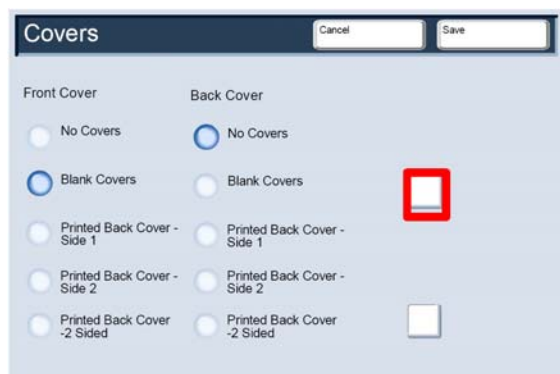 Covers
Cancel
Save
Front Cover
Back Cover
No Covers
No Covers
Blank Covers
Blank Covers
Printed Back Cover -
Side 1
Printed Back Cover -
Side 1
Printed Back Cover -
Side 2
Printed Back Cover -
Side 2
Printed Back Cover
-2 Sided
Printed Back Cover
-2 Sided